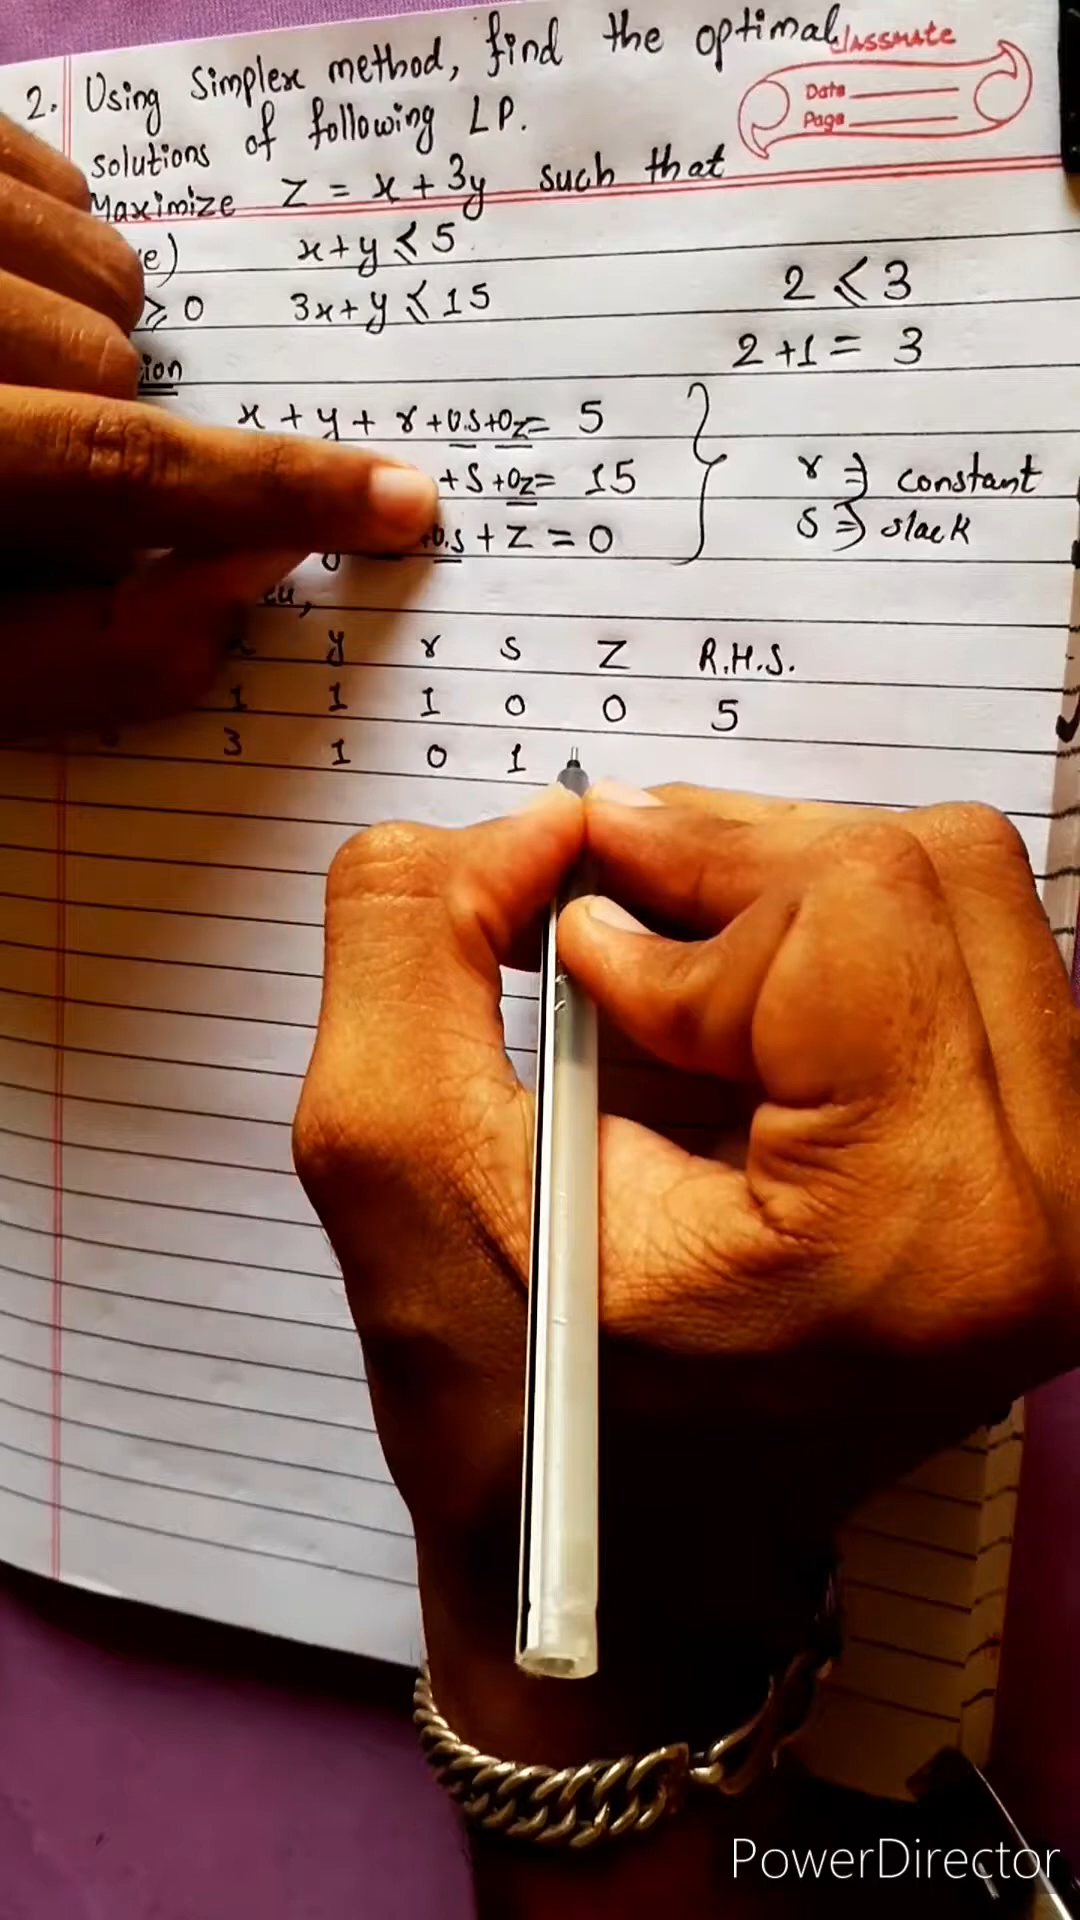 classmate
Date
Page
2. Using Simplex method, find the optimal
solutions of following LP.
Maximize Z = x + 3y such that
e) x+y ⩽ 5
⩾ 0 3x+y ⩽ 15
2 ⩽ 3
2 +1 = 3
ion
x + y + r +0.s+0z= 5
+ s +0z= 15
+0.s + Z = 0
r ⇒ constant
s ⇒ slack
y r s Z R.H.S.
1 1 1 0 0 5
3 1 0 1
PowerDirector